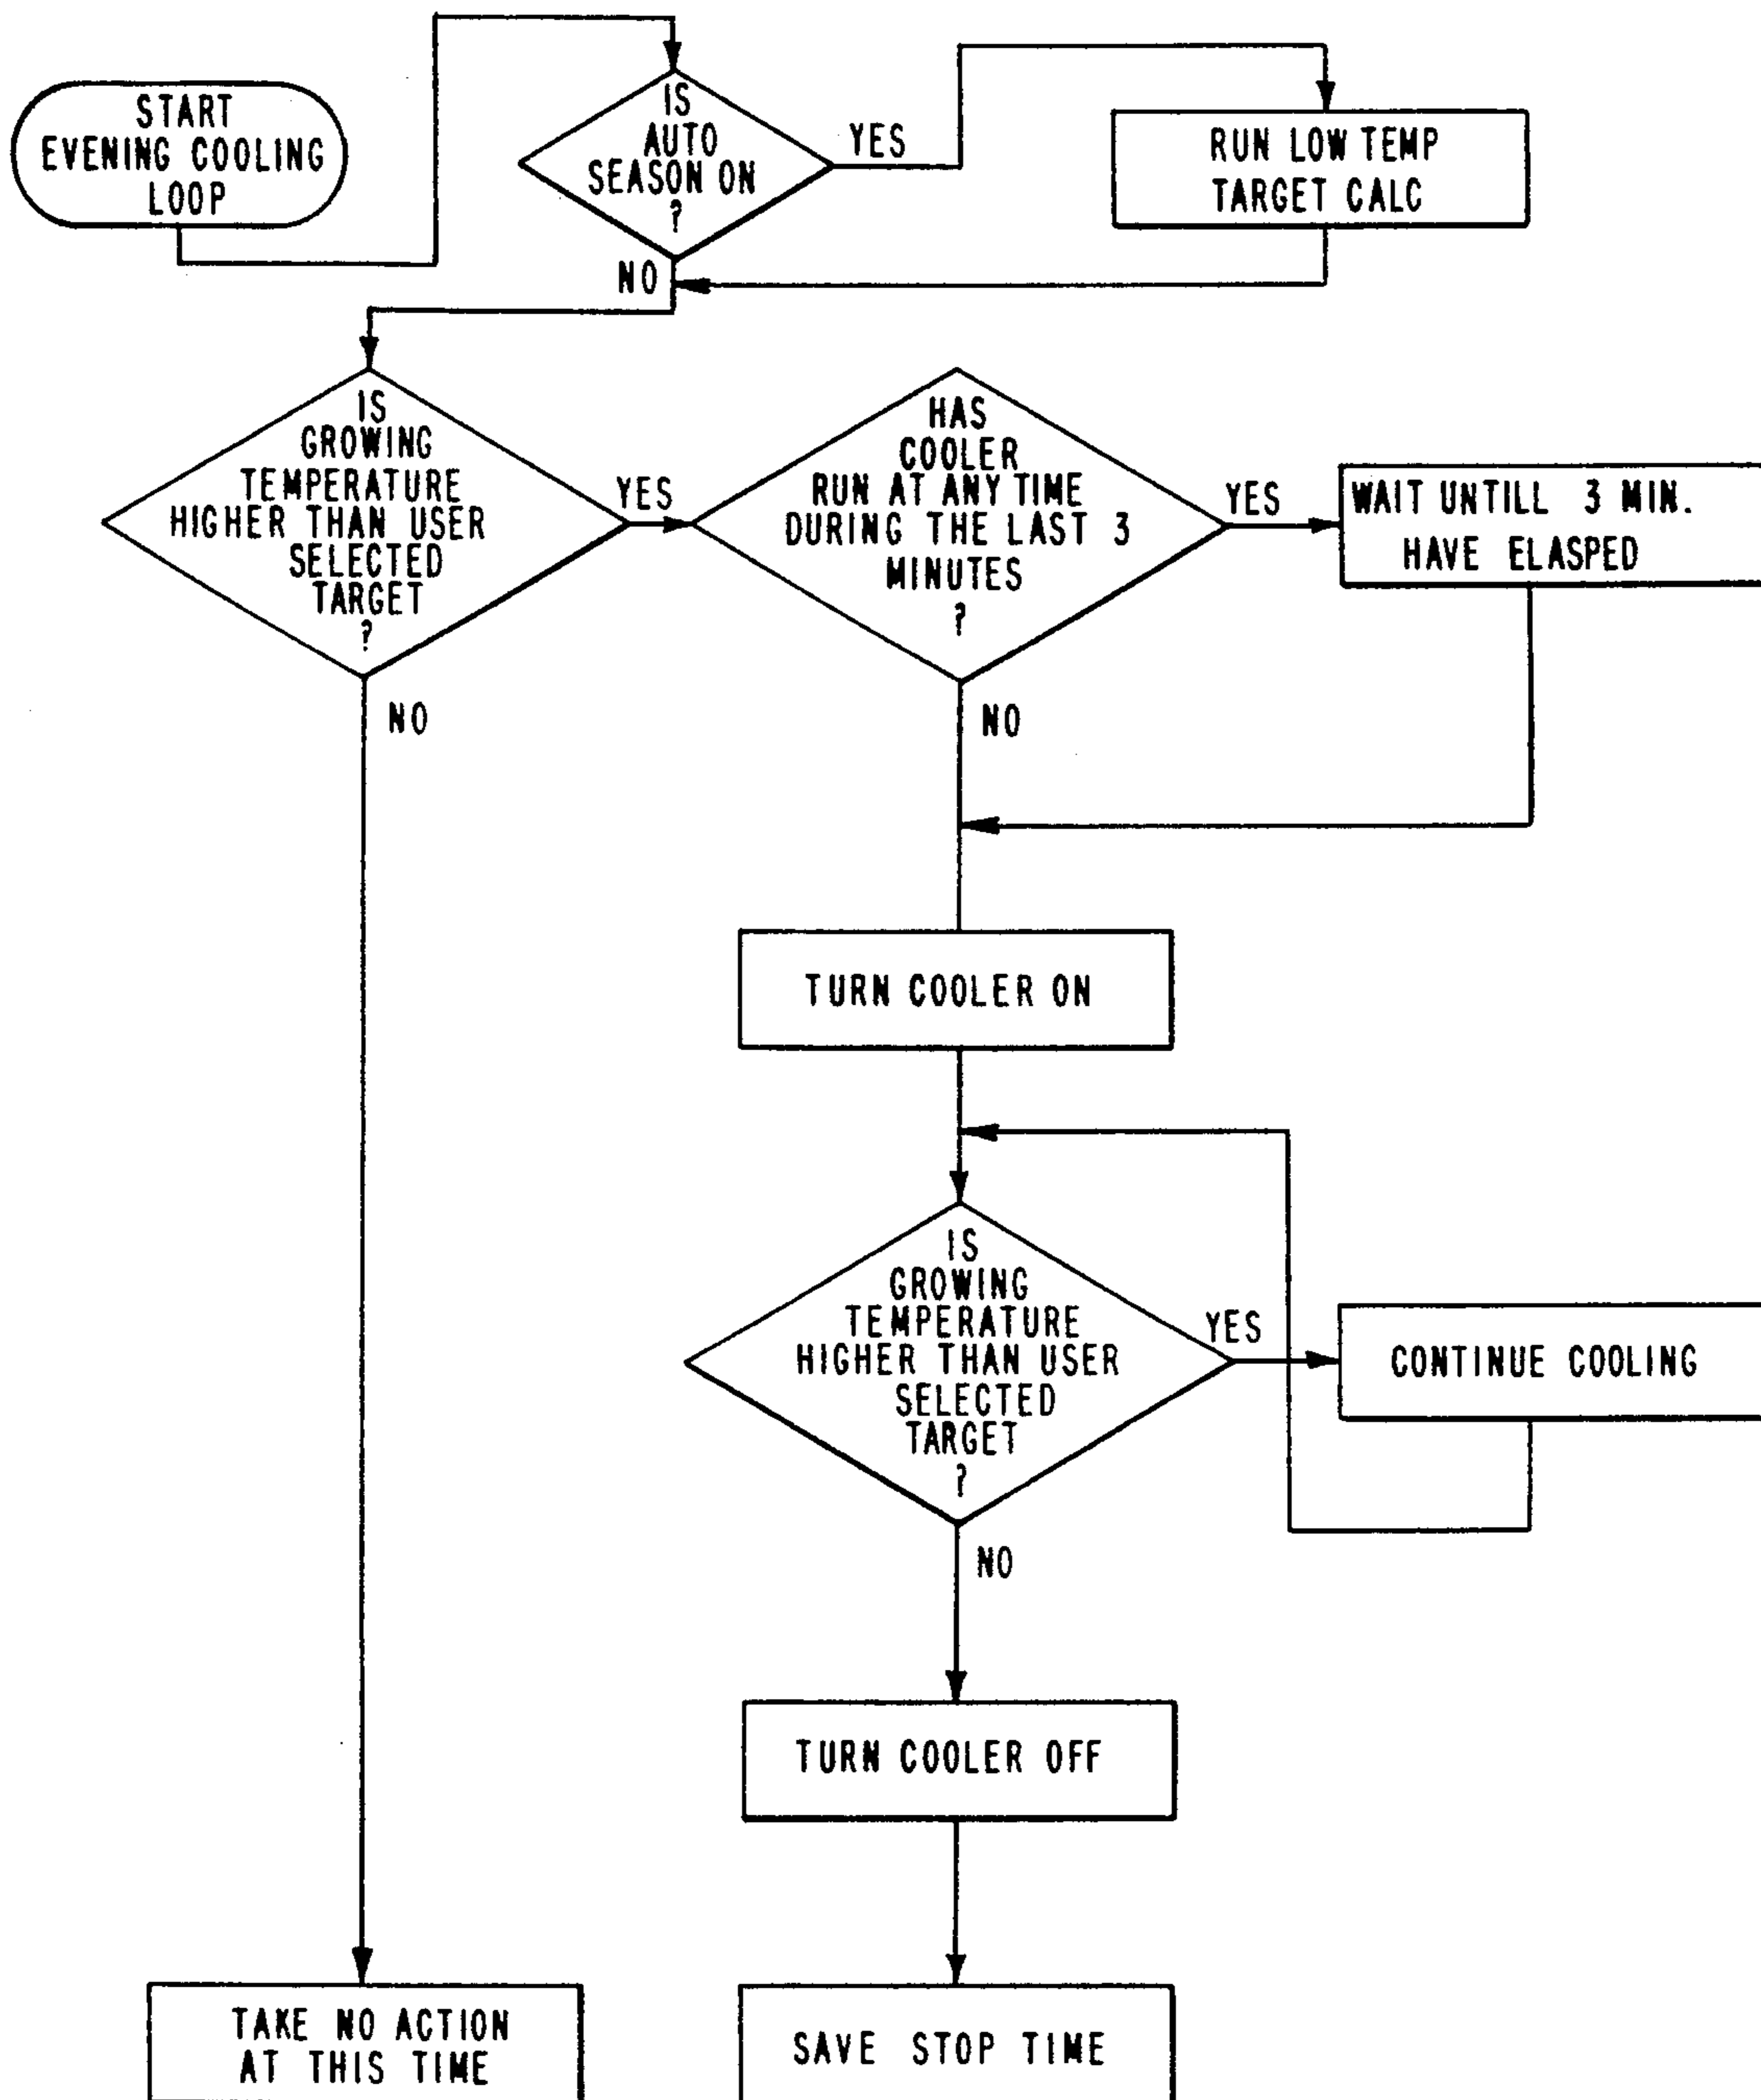 START
EVENING COOLING
LOOP
IS
AUTO
SEASON ON
?
YES
RUN LOW TEMP
TARGET CALC
NO
IS
GROWING
TEMPERATURE
HIGHER THAN USER
SELECTED
TARGET
?
YES
HAS
COOLER
RUN AT ANY TIME
DURING THE LAST 3
MINUTES
?
YES
WAIT UNTILL 3 MIN.
HAVE ELASPED
NO
NO
TURN COOLER ON
IS
GROWING
TEMPERATURE
HIGHER THAN USER
SELECTED
TARGET
?
YES
CONTINUE COOLING
NO
TURN COOLER OFF
TAKE NO ACTION
AT THIS TIME
SAVE STOP TIME